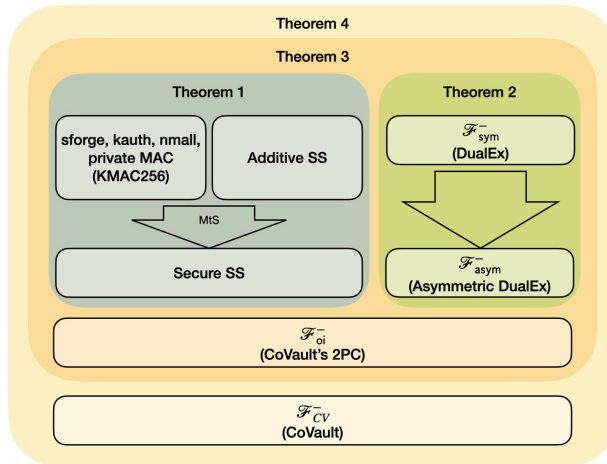 Theorem 4
Theorem 3
Theorem 1
sforge, kauth, nmall,
private MAC
(KMAC256)
Additive SS
MtS
Secure SS
Theorem 2
ℱ⁻sym
(DualEx)
ℱ⁻asym
(Asymmetric DualEx)
ℱ⁻oi
(CoVault's 2PC)
ℱ⁻CV
(CoVault)